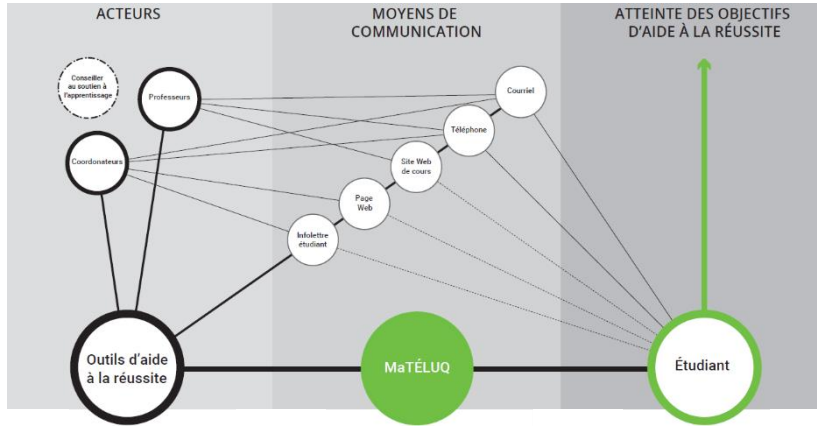 ACTEURS
MOYENS DE
COMMUNICATION
ATTEINTE DES OBJECTIFS
D'AIDE À LA RÉUSSITE
Conseiller
au soutien à
l'apprentissage
Professeurs
Coordonateurs
Courriel
Téléphone
Site Web
de cours
Page
Web
Infolettre
étudiant
Outils d'aide
à la réussite
MaTÉLUQ
Étudiant